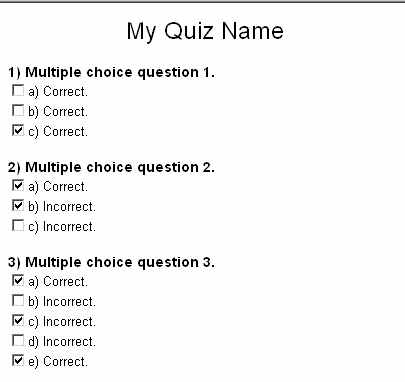 My Quiz Name
1) Multiple choice question 1.
a) Correct.
b) Correct.
c) Correct.
2) Multiple choice question 2.
a) Correct.
b) Incorrect.
c) Incorrect.
3) Multiple choice question 3.
a) Correct.
b) Incorrect.
c) Incorrect.
d) Incorrect.
e) Correct.